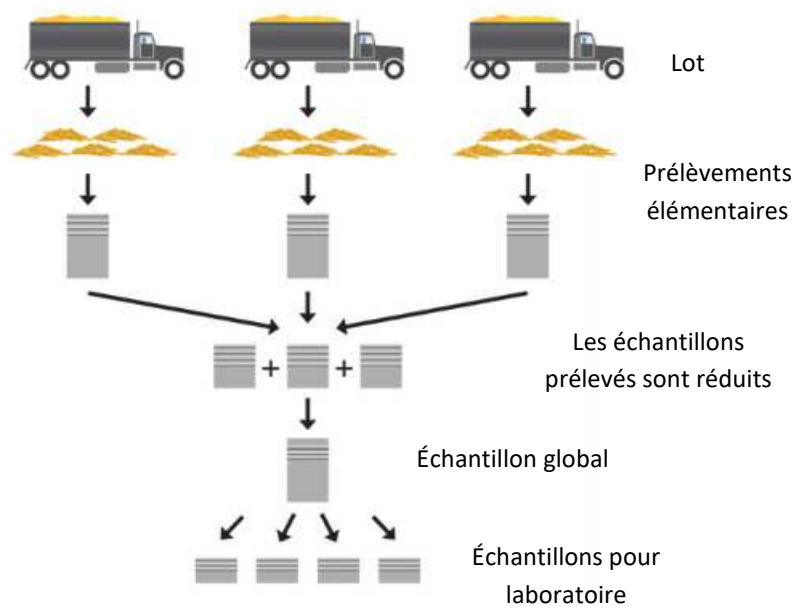 Lot
Prélèvements
élémentaires
+ +
Les échantillons
prélevés sont réduits
Échantillon global
Échantillons pour
laboratoire